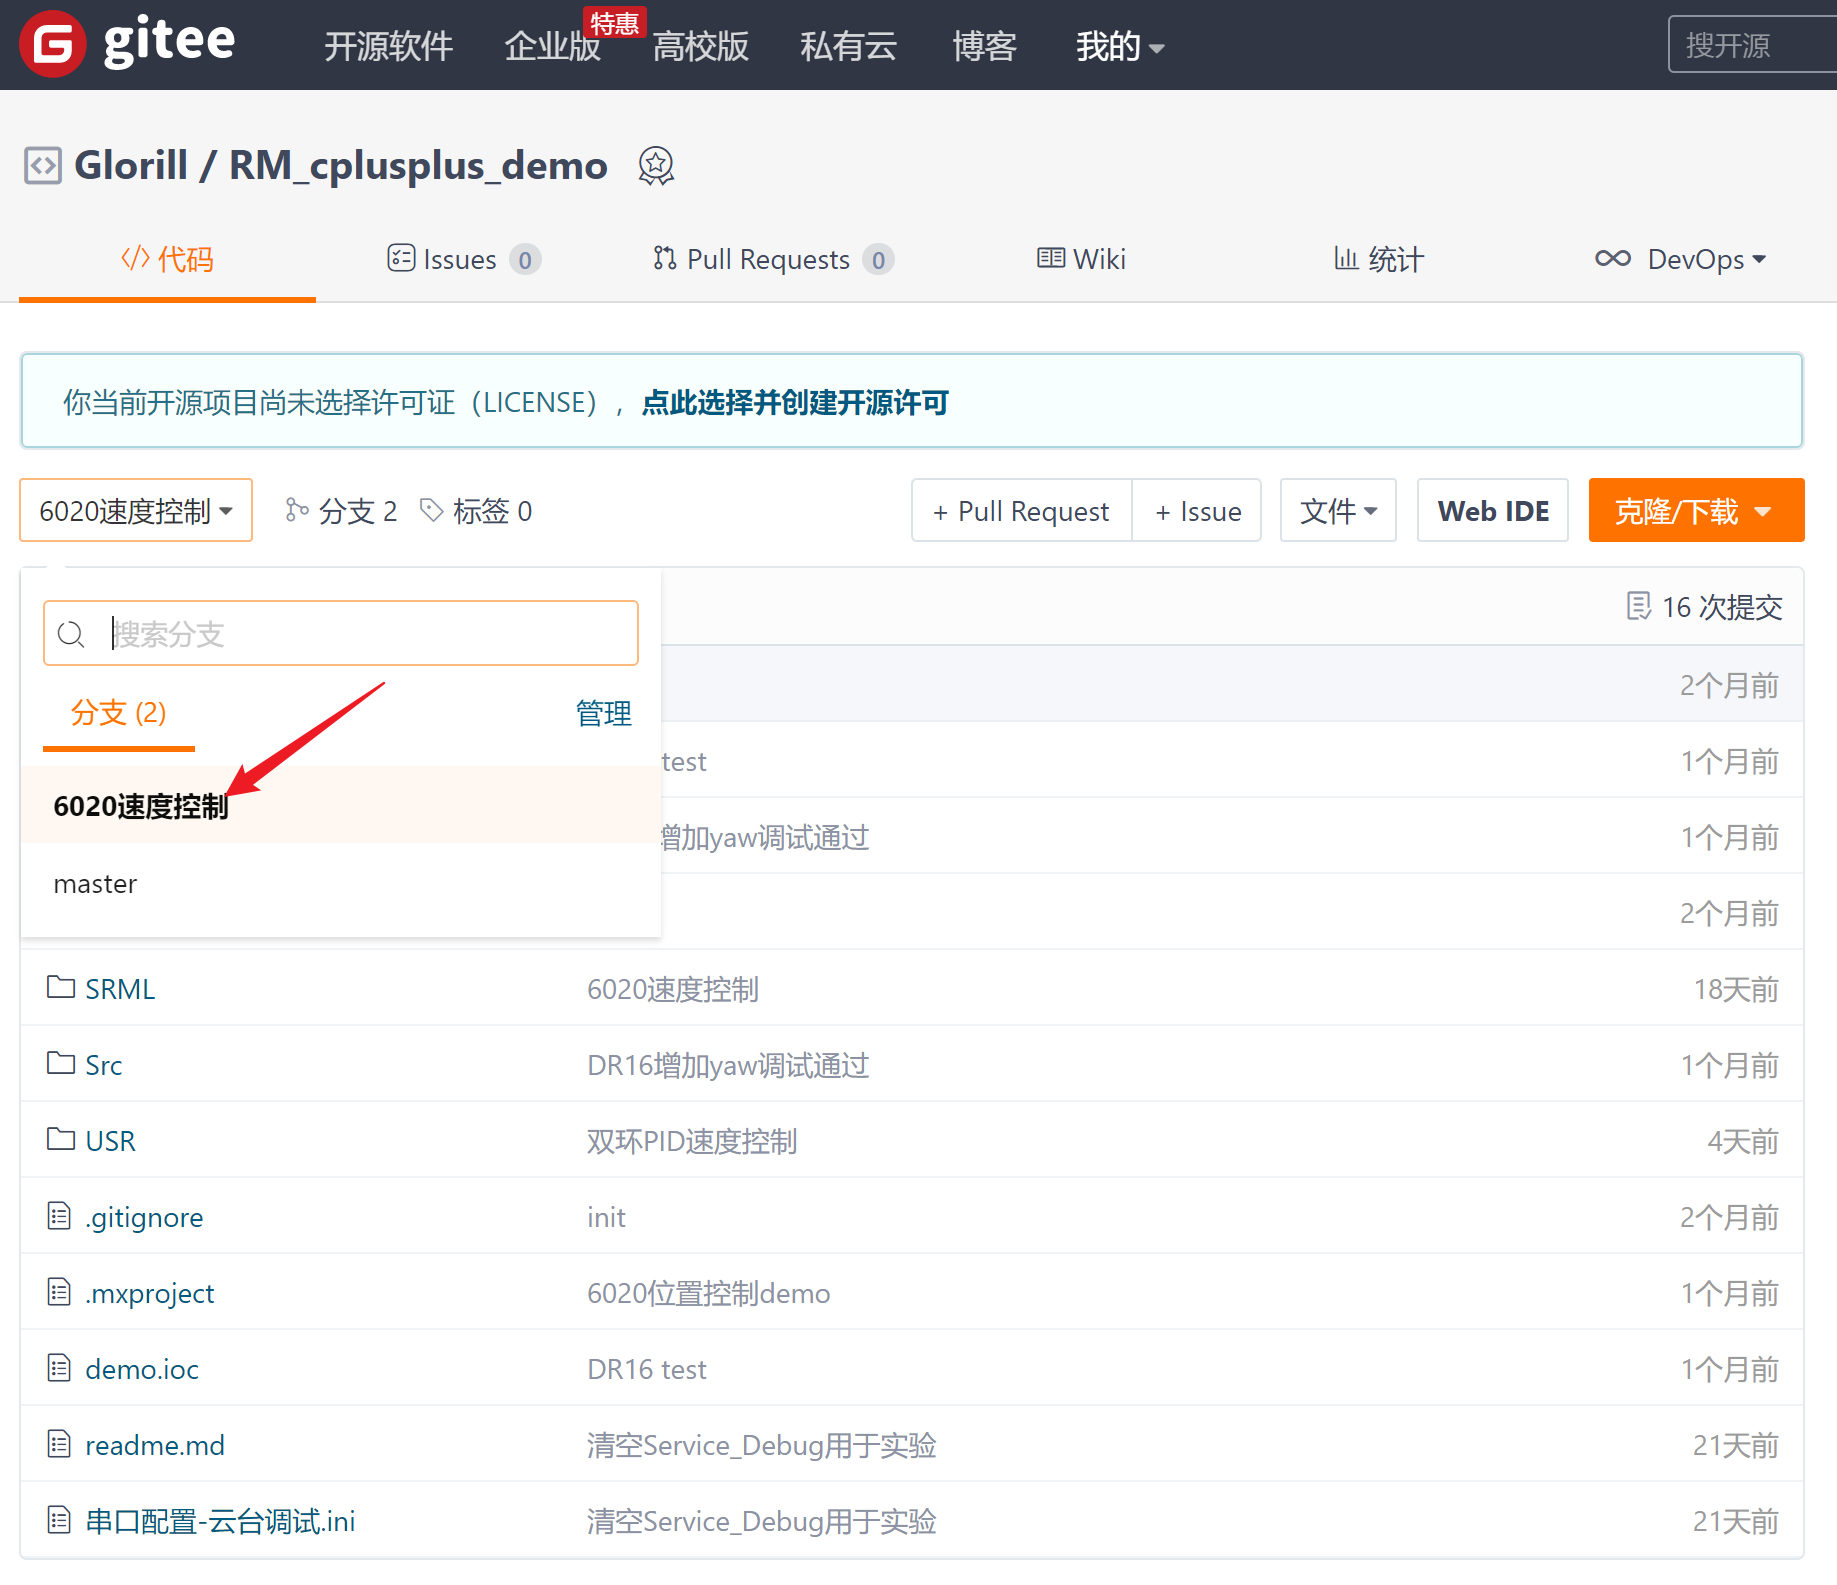 gitee 开源软件 企业版 特惠 高校版 私有云 博客 我的 搜开源
Glorill / RM_cplusplus_demo
代码 Issues 0 Pull Requests 0 Wiki 统计 DevOps
你当前开源项目尚未选择许可证（LICENSE），点此选择并创建开源许可
6020速度控制 分支 2 标签 0 + Pull Request + Issue 文件 Web IDE 克隆/下载
搜索分支 16 次提交
2个月前
分支 (2) 管理
test 1个月前
6020速度控制
增加yaw调试通过 1个月前
master
2个月前
SRML 6020速度控制 18天前
Src DR16增加yaw调试通过 1个月前
USR 双环PID速度控制 4天前
.gitignore init 2个月前
.mxproject 6020位置控制demo 1个月前
demo.ioc DR16 test 1个月前
readme.md 清空Service_Debug用于实验 21天前
串口配置-云台调试.ini 清空Service_Debug用于实验 21天前